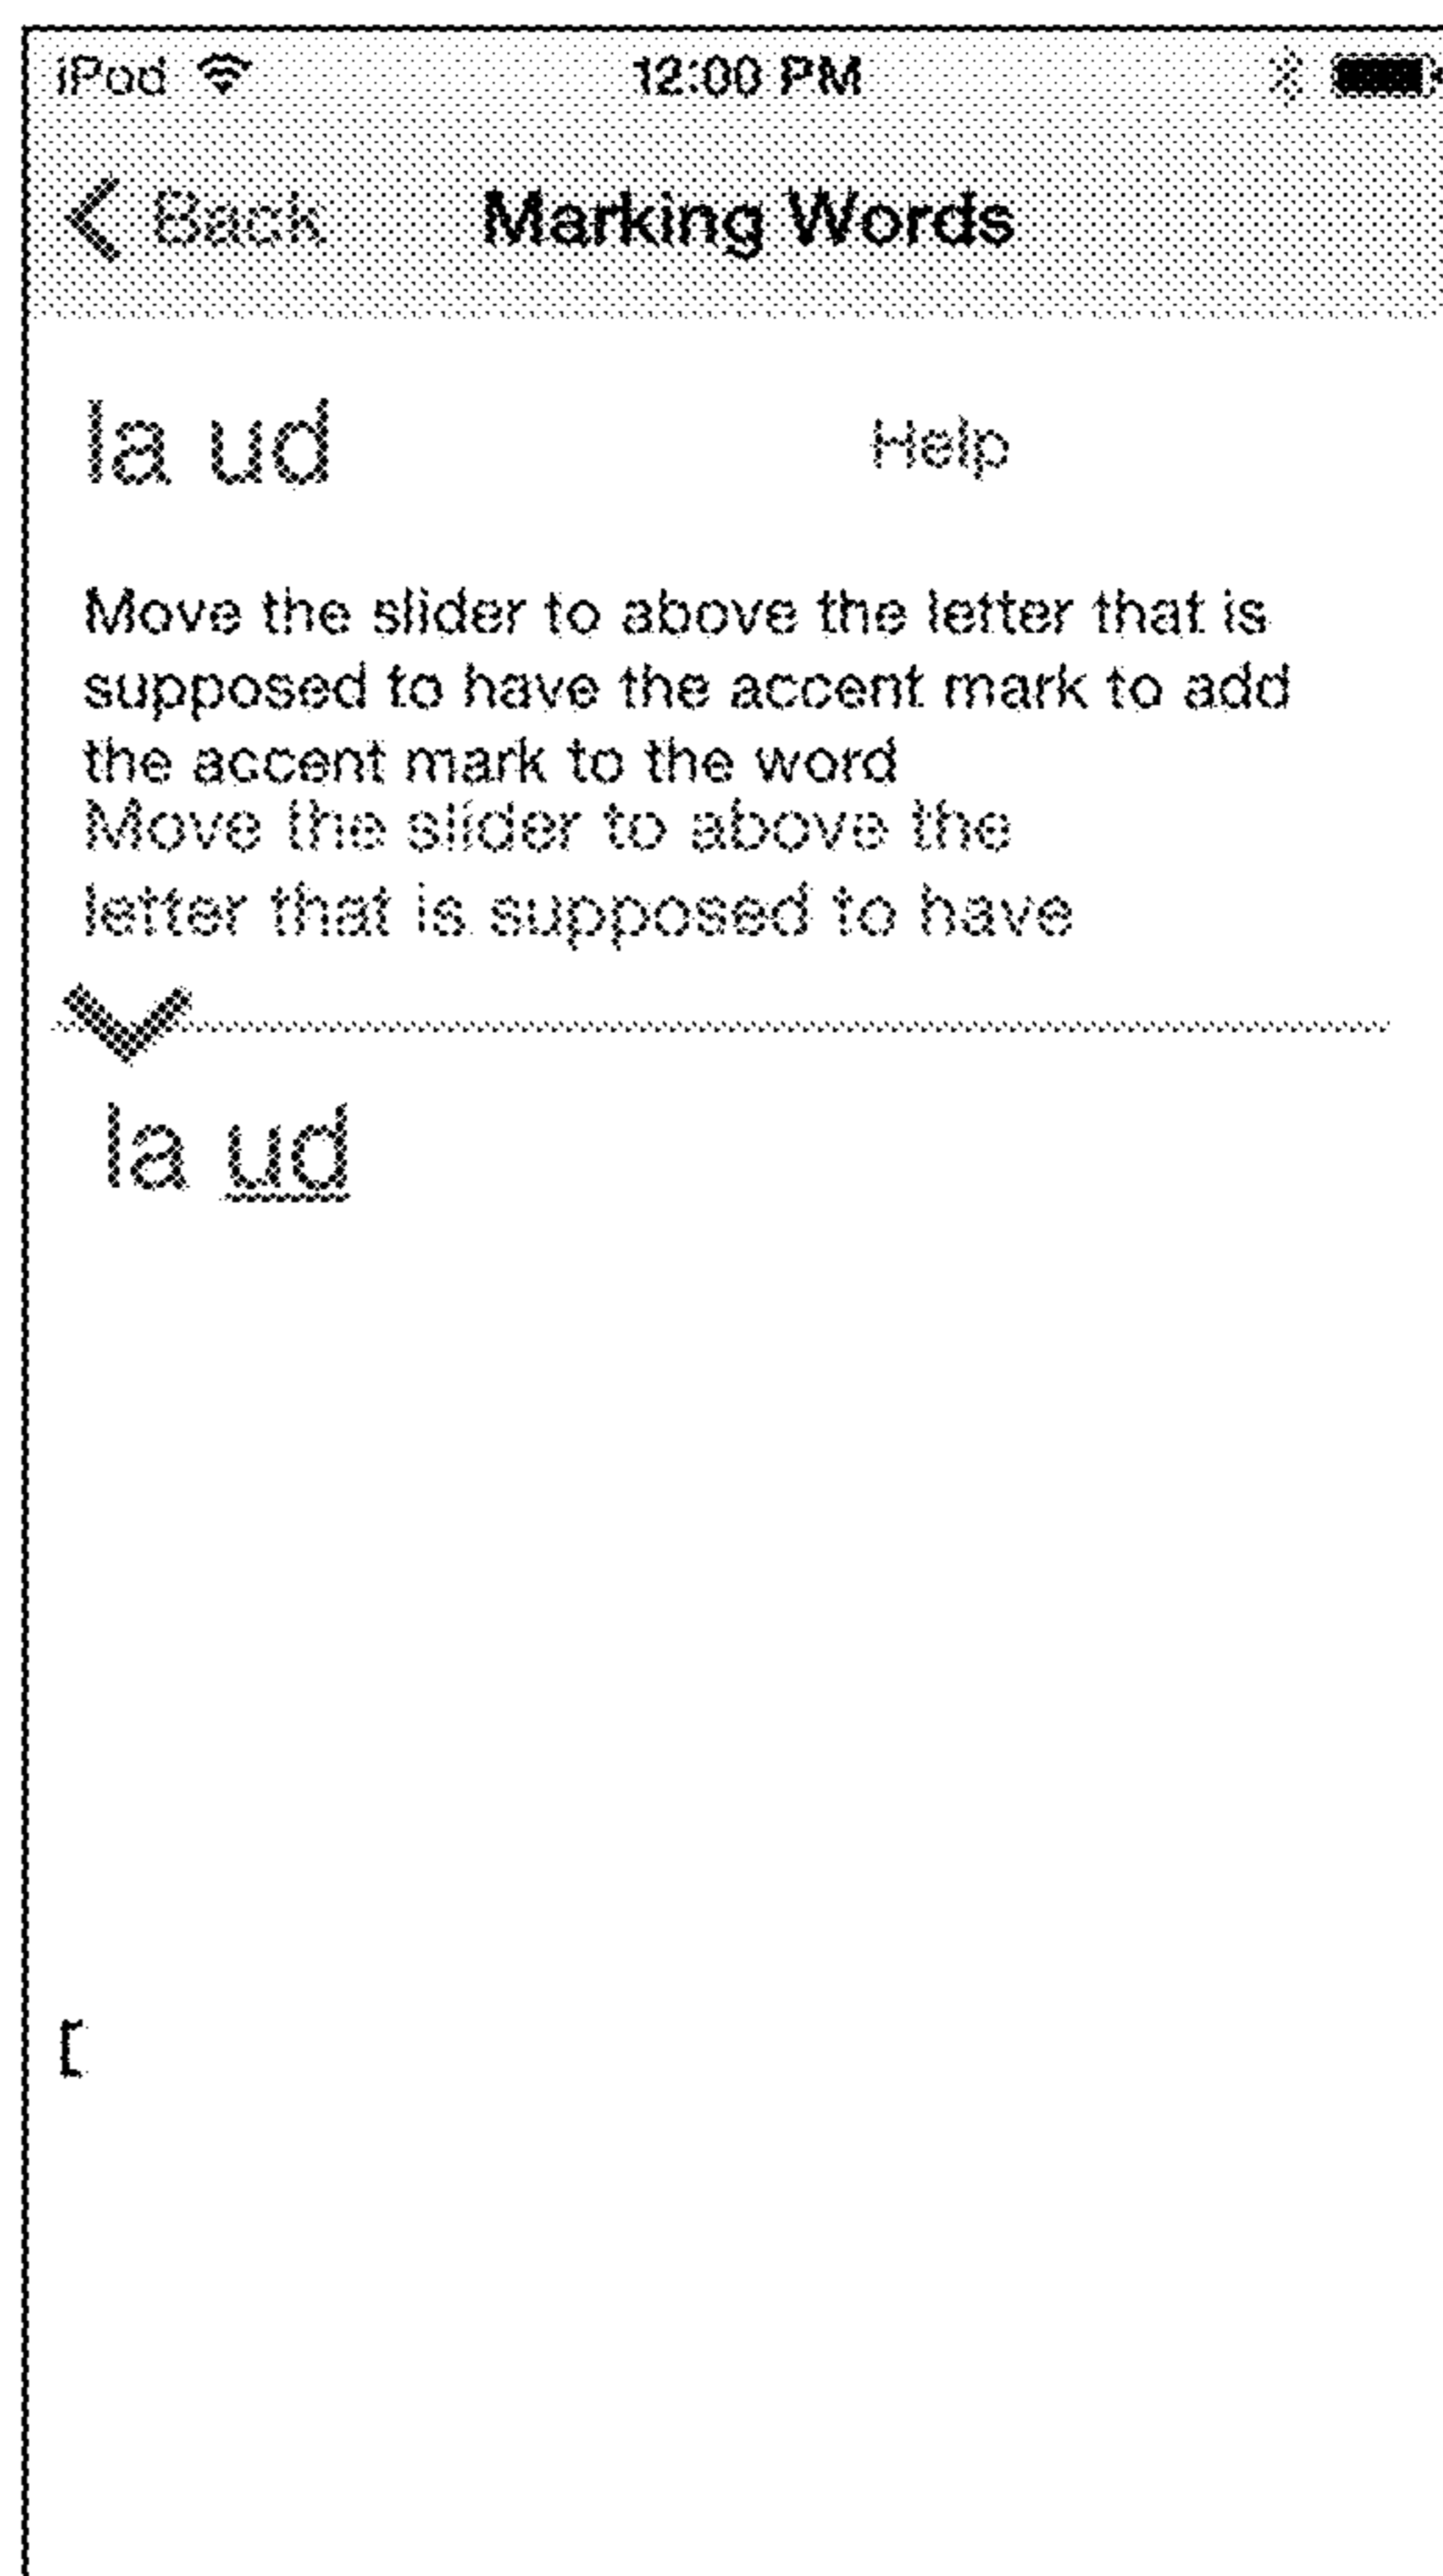 iPod 12:00 PM
Back Marking Words
la ud Help
Move the slider to above the letter that is
supposed to have the accent mark to add
the accent mark to the word
Move the slider to above the
letter that is supposed to have
la ud
[